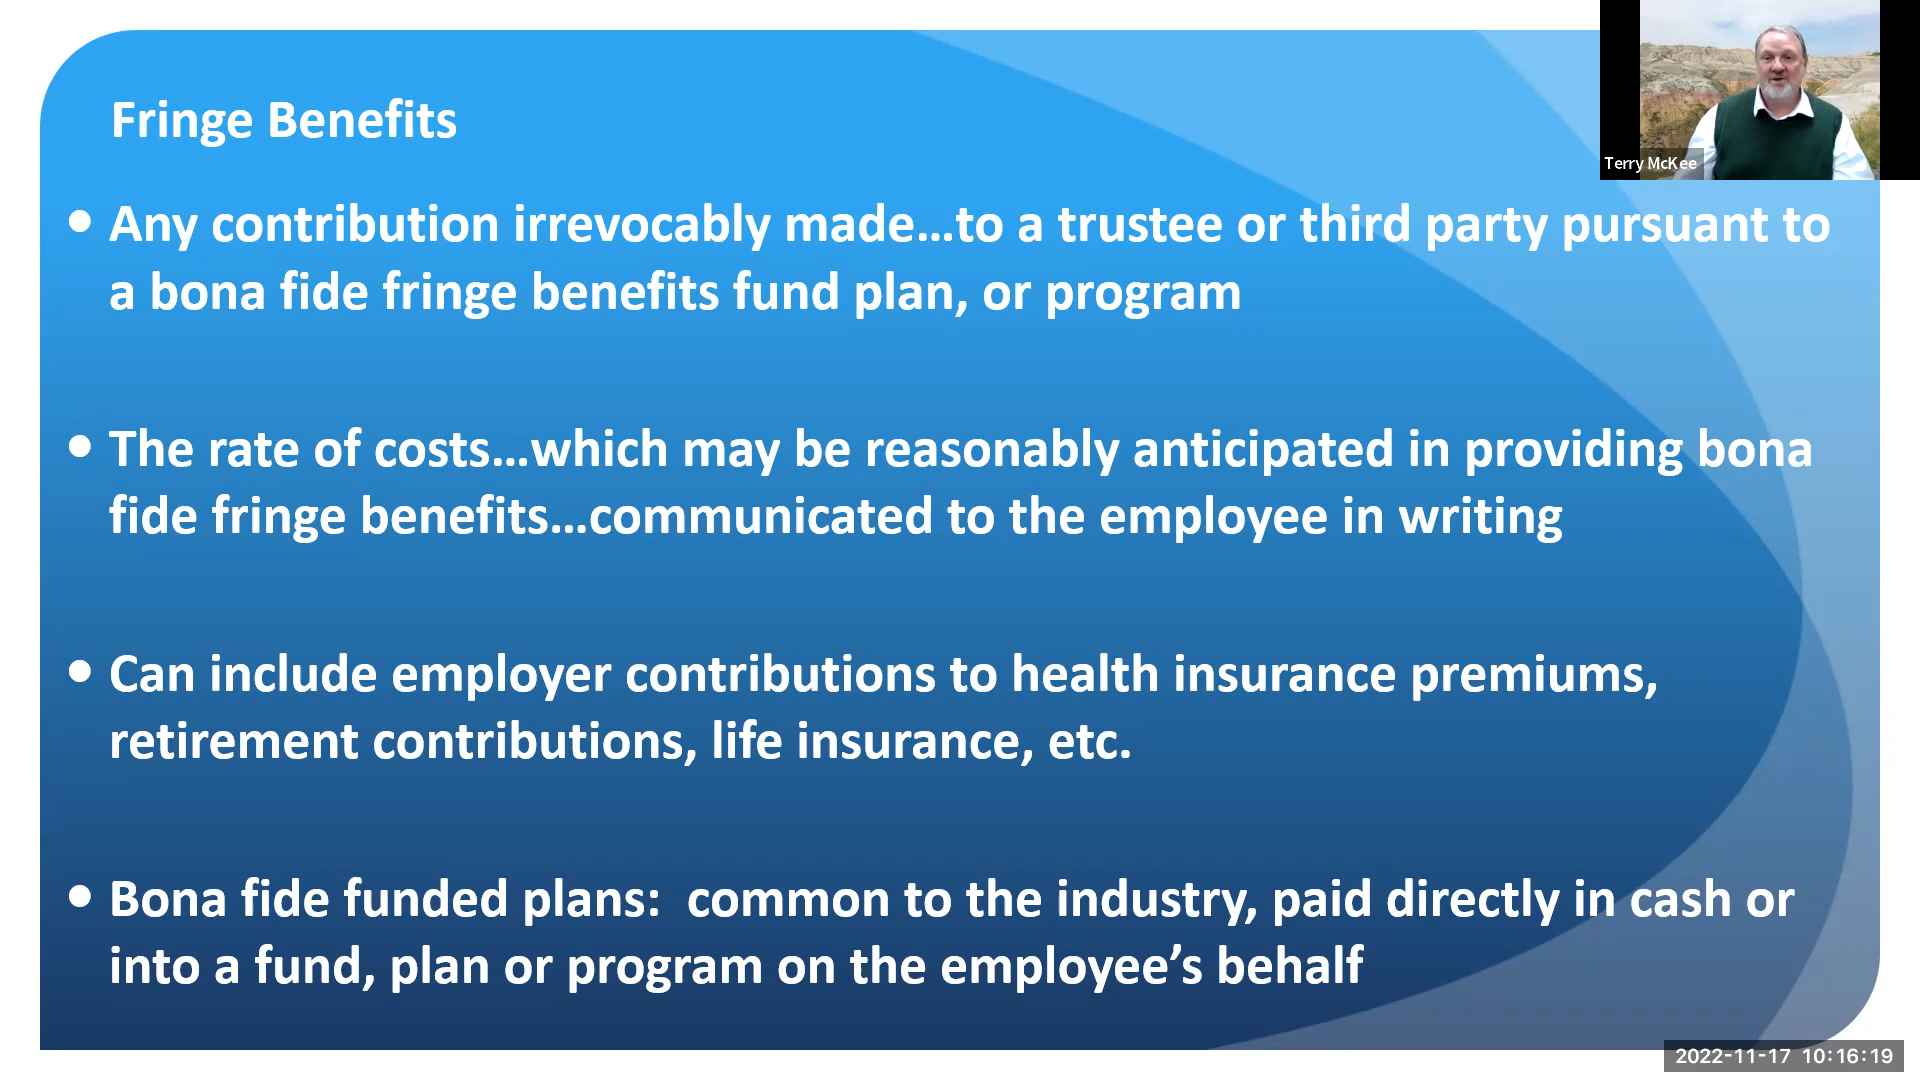 Fringe Benefits
Terry McKee
• Any contribution irrevocably made...to a trustee or third party pursuant to
a bona fide fringe benefits fund plan, or program
• The rate of costs...which may be reasonably anticipated in providing bona
fide fringe benefits...communicated to the employee in writing
• Can include employer contributions to health insurance premiums,
retirement contributions, life insurance, etc.
• Bona fide funded plans:  common to the industry, paid directly in cash or
into a fund, plan or program on the employee’s behalf
2022-11-17 10:16:19